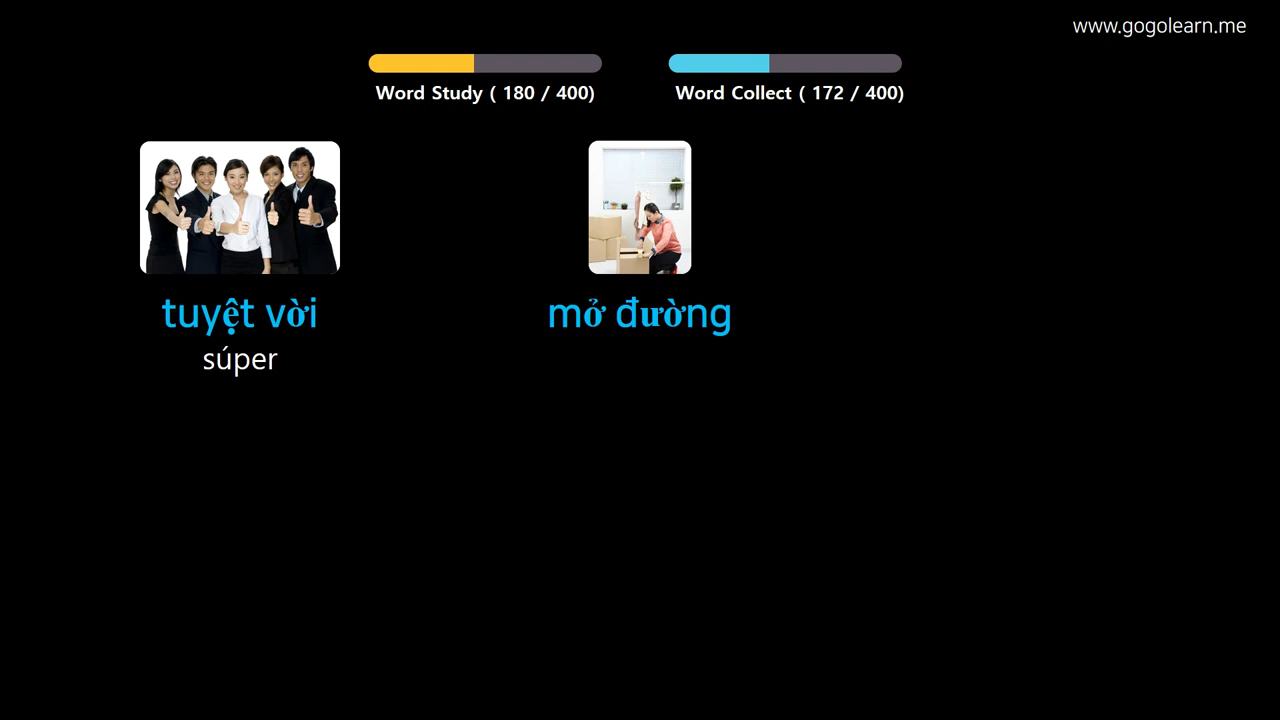 www.gogolearn.me
Word Study ( 180 / 400)
Word Collect ( 172 / 400)
tuyệt vời
súper
mở đường